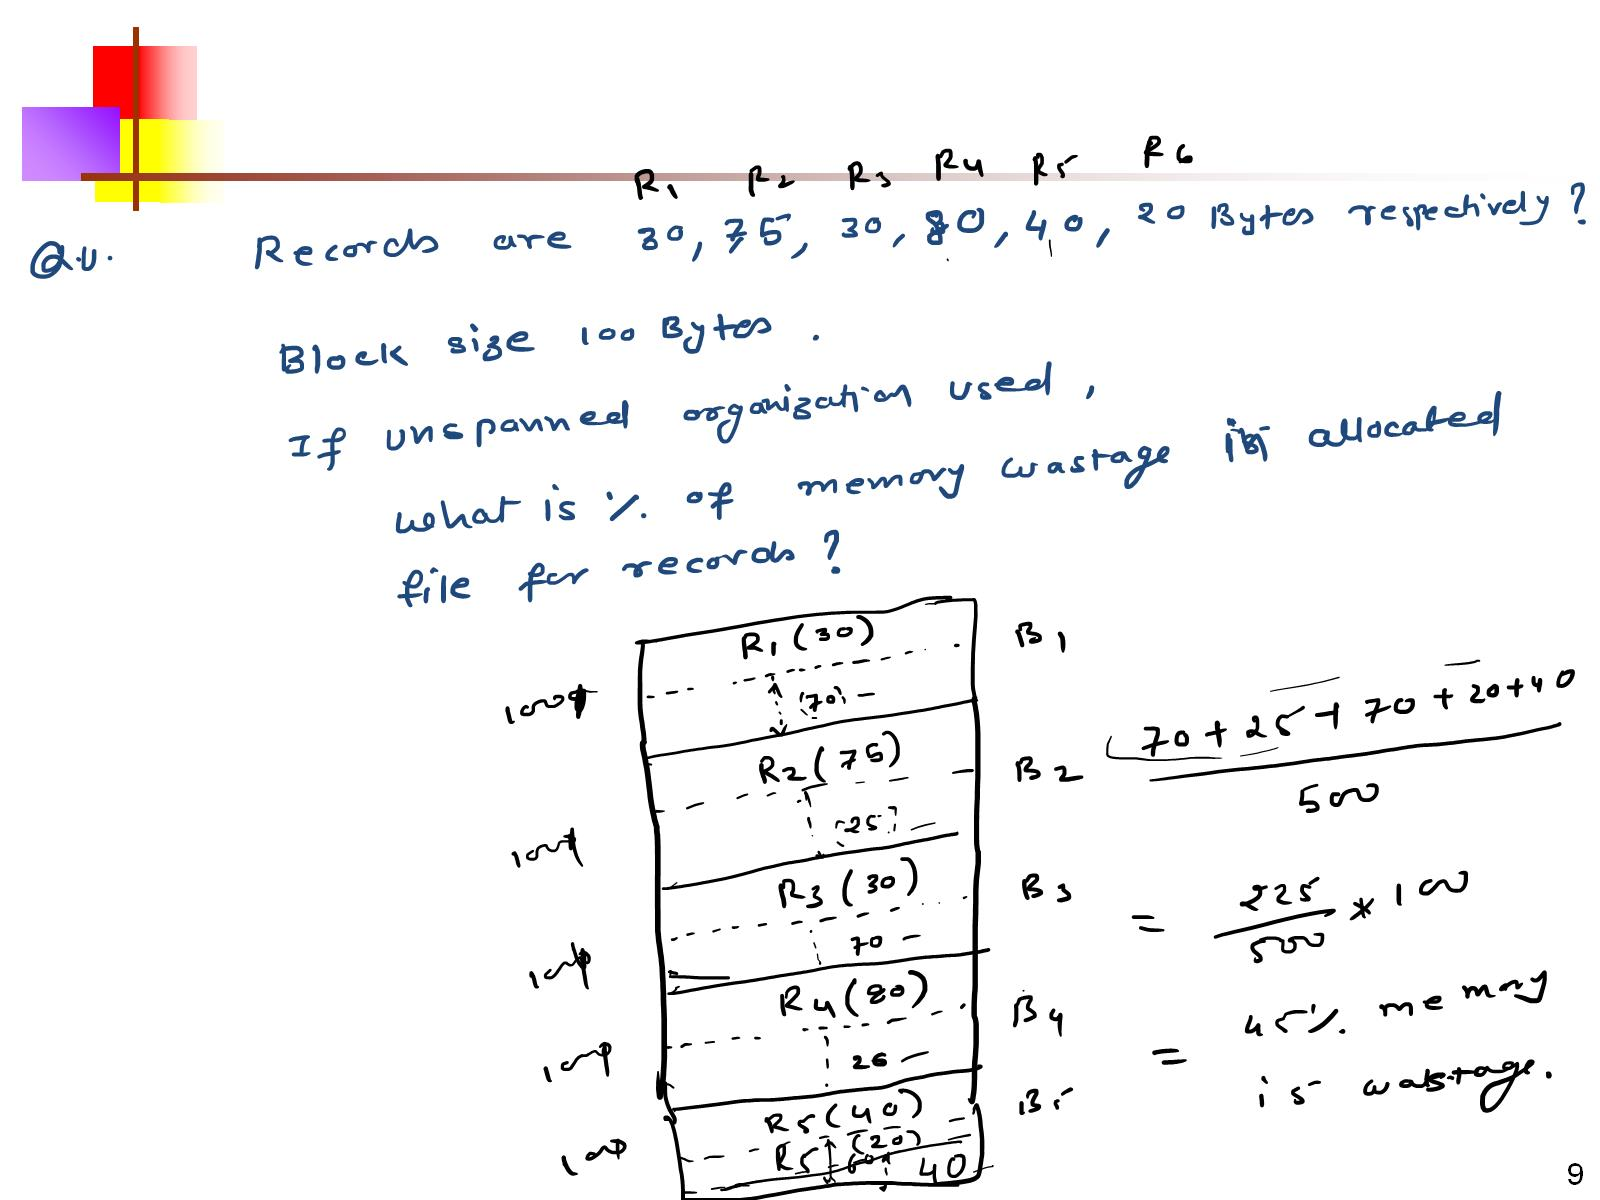 R1 R2 R3 R4 R5 R6
Q.U. Records are 30, 75, 30, 80, 40, 20 Bytes respectively?
Block size 100 Bytes.
If unspanned organization used,
what is %. of memory wastage in allocated
file for records?
R1 (30) B1
100
(70)
R2 (75) B2
100
(25)
R3 (30) B3
100
70
R4 (80) B4
100
20
R5 (40) B5
R5 (20)
100
60 40
70 + 25 + 70 + 20 + 40
500
= 225 * 100
500
= 45%. memory
is wastage.
9